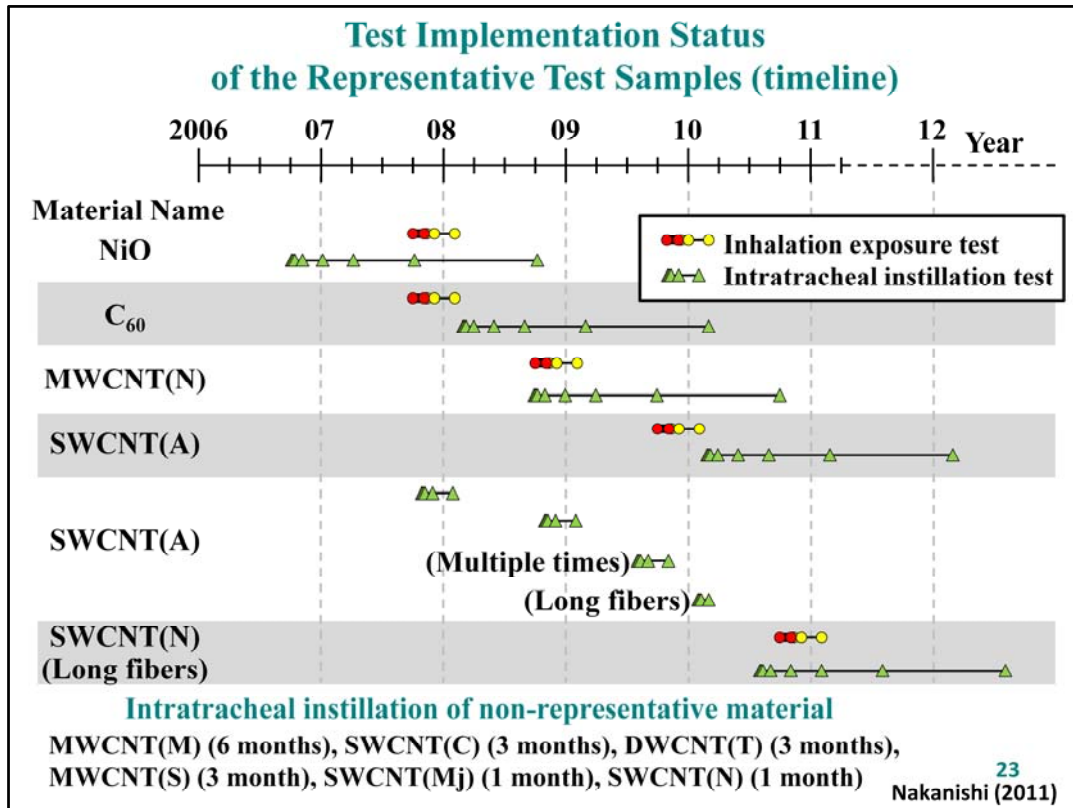 Test Implementation Status
of the Representative Test Samples (timeline)
2006 07 08 09 10 11 12 Year
Material Name
NiO
Inhalation exposure test
Intratracheal instillation test
C60
MWCNT(N)
SWCNT(A)
SWCNT(A)
(Multiple times)
(Long fibers)
SWCNT(N)
(Long fibers)
Intratracheal instillation of non-representative material
MWCNT(M) (6 months), SWCNT(C) (3 months), DWCNT(T) (3 months),
MWCNT(S) (3 month), SWCNT(Mj) (1 month), SWCNT(N) (1 month)
23
Nakanishi (2011)